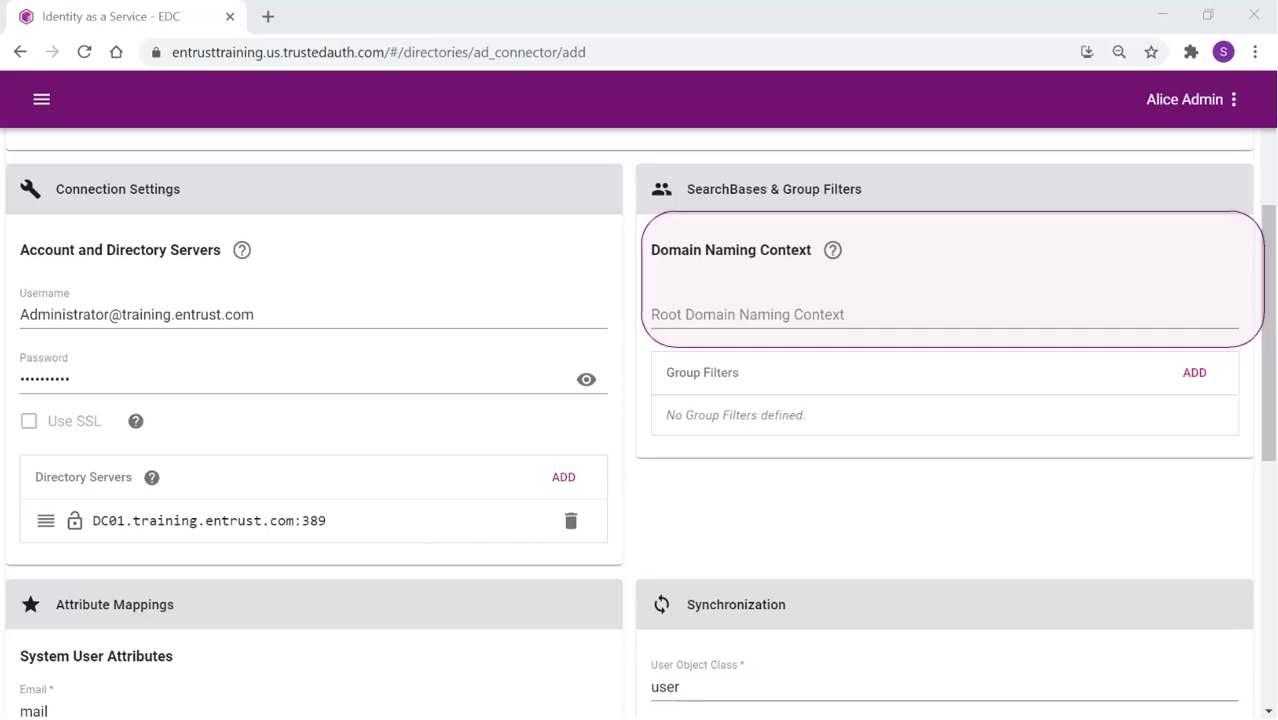 Identity as a Service - EDC
entrusttraining.us.trustedauth.com/#/directories/ad_connector/add
S
Alice Admin
Connection Settings
Account and Directory Servers
Username
Administrator@training.entrust.com
Password
••••••••••
Use SSL
Directory Servers
ADD
DC01.training.entrust.com:389
SearchBases & Group Filters
Domain Naming Context
Root Domain Naming Context
Group Filters
ADD
No Group Filters defined.
Attribute Mappings
System User Attributes
Email *
mail
Synchronization
User Object Class *
user